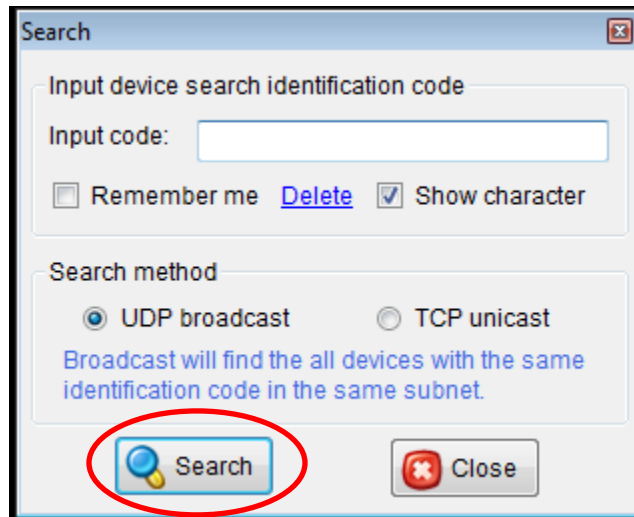 Search
Input device search identification code
Input code:
Remember me Delete Show character
Search method
UDP broadcast TCP unicast
Broadcast will find the all devices with the same
identification code in the same subnet.
Search Close